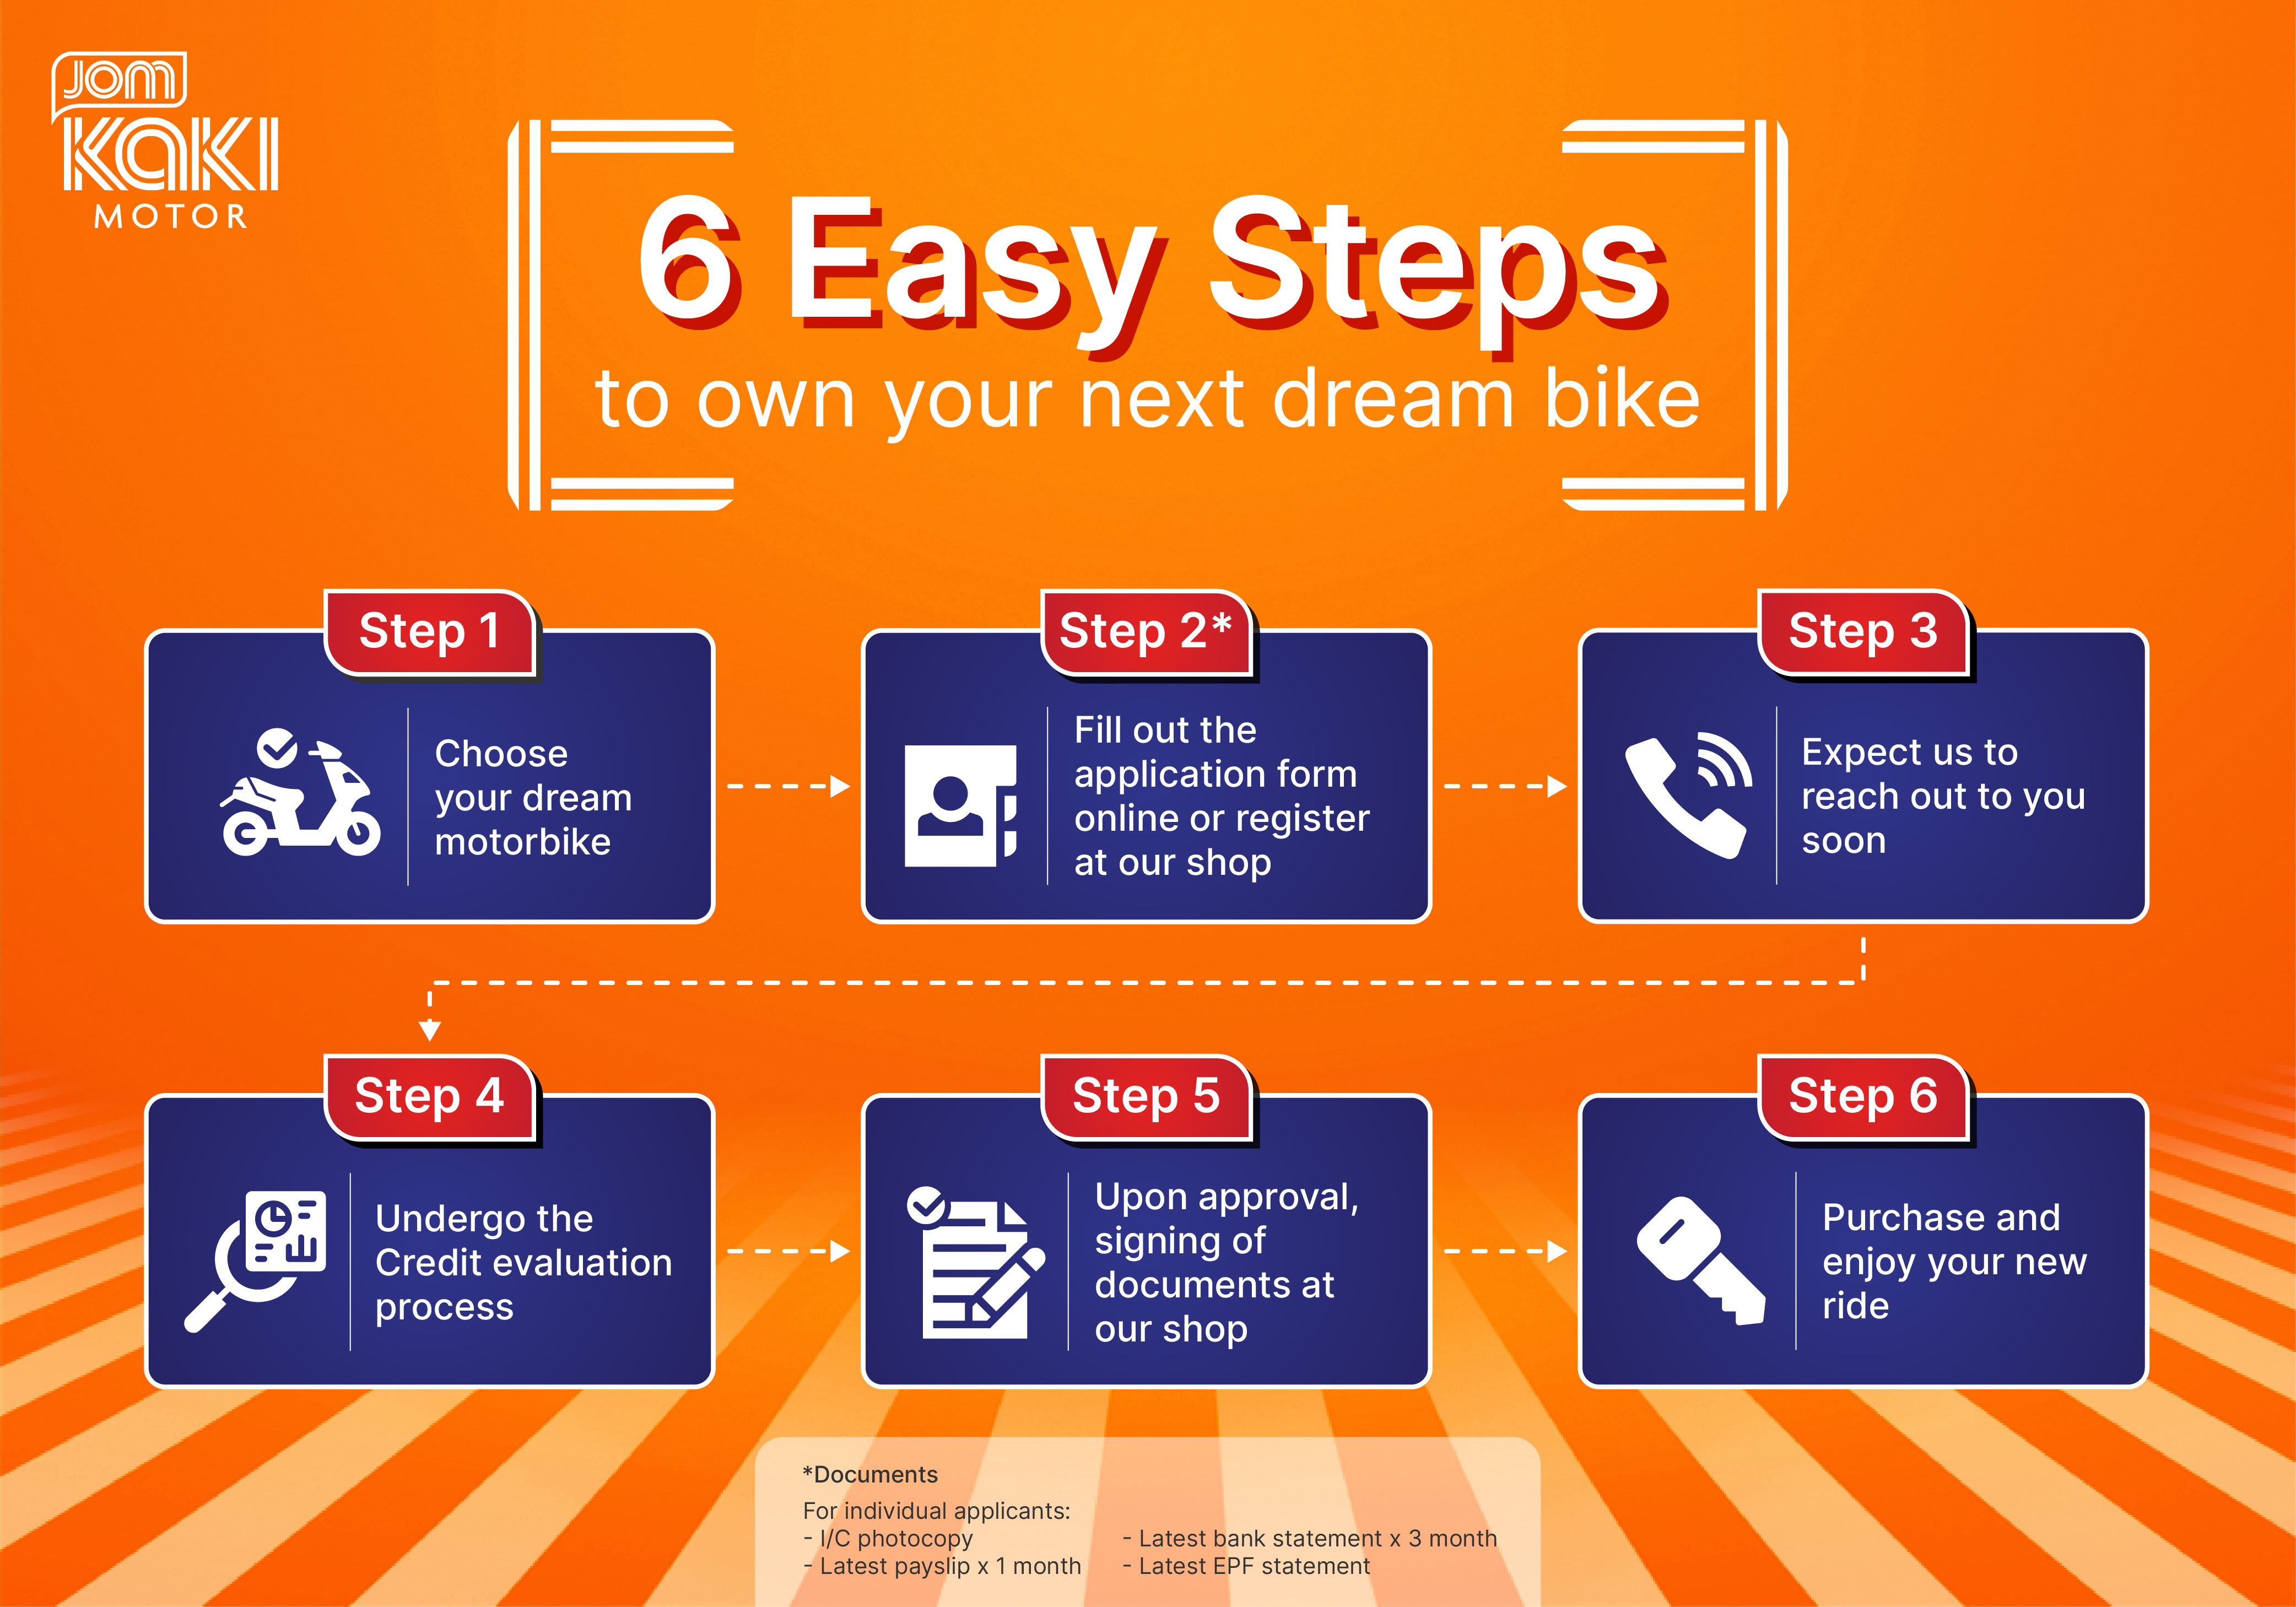 Jom
KaKI
MOTOR
6 Easy Steps
to own your next dream bike
Step 1
Choose
your dream
motorbike
Step 2*
Fill out the
application form
online or register
at our shop
Step 3
Expect us to
reach out to you
soon
Step 4
Undergo the
Credit evaluation
process
Step 5
Upon approval,
signing of
documents at
our shop
Step 6
Purchase and
enjoy your new
ride
*Documents
For individual applicants:
- I/C photocopy
- Latest payslip x 1 month
- Latest bank statement x 3 month
- Latest EPF statement